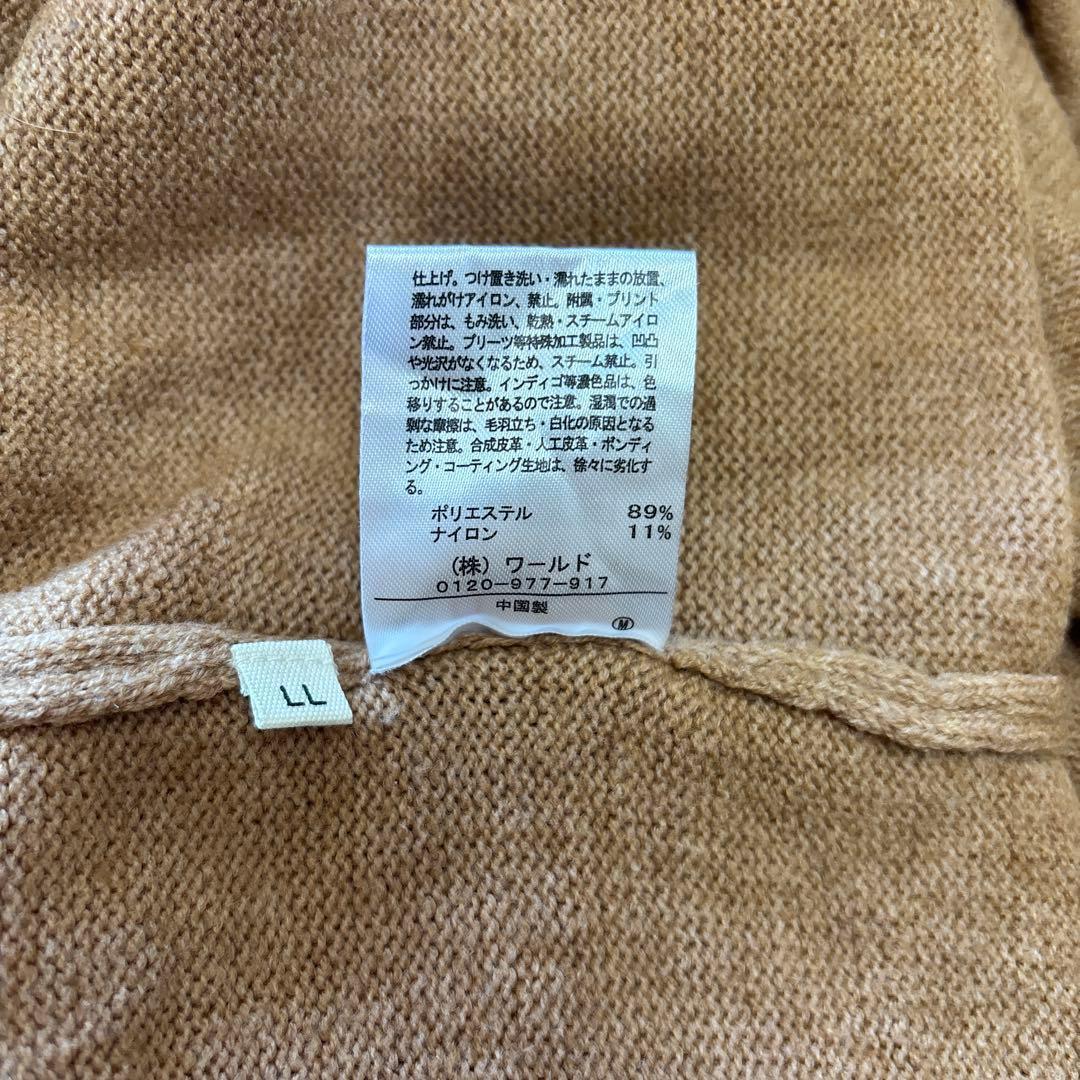 仕上げ。つけ置き洗い・濡れたままの放置、
濡れがけアイロン、禁止。附属・プリント
部分は、もみ洗い、乾熱・スチームアイロ
ン禁止。プリーツ等特殊加工製品は、凹凸
や光沢がなくなるため、スチーム禁止。引
っかけに注意。インディゴ等濃色品は、色
移りすることがあるので注意。湿潤での過
剰な摩擦は、毛羽立ち・白化の原因となる
ため注意。合成皮革・人工皮革・ボンディ
ング・コーティング生地は、徐々に劣化す
る。
ポリエステル 89%
ナイロン 11%
(株)ワールド
0120-977-917
中国製
M
LL